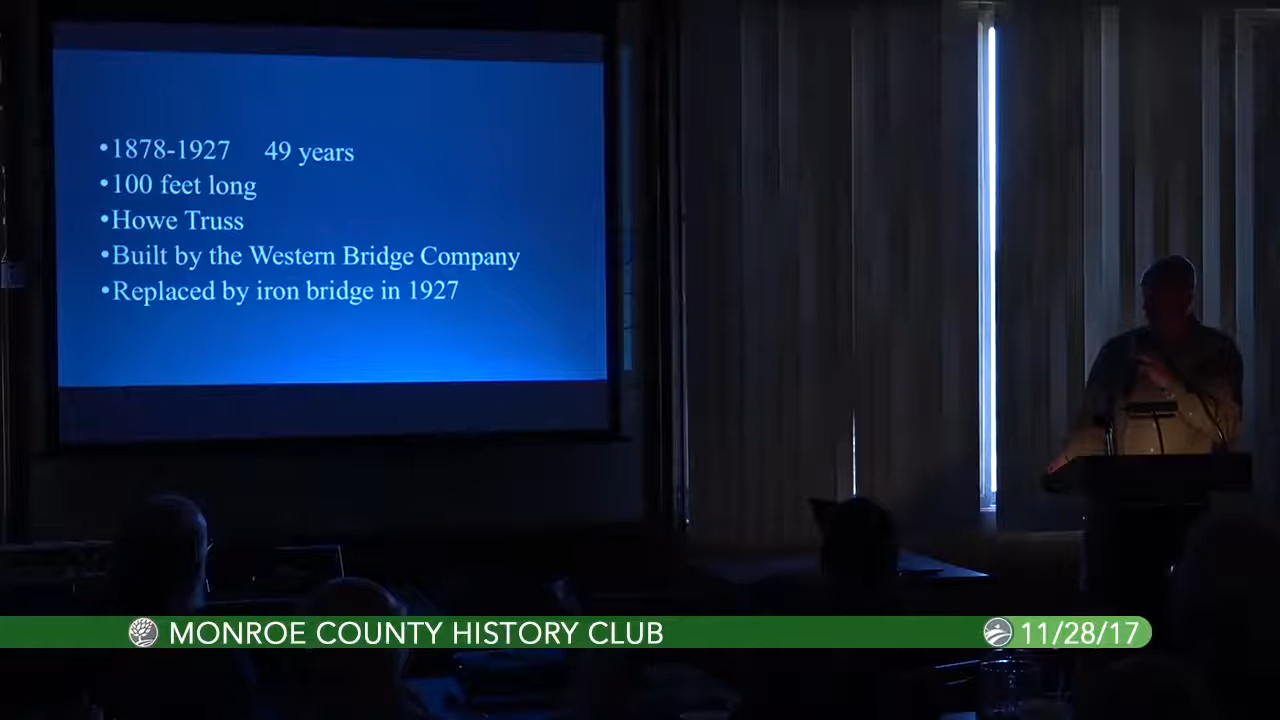 •1878-1927 49 years
•100 feet long
•Howe Truss
•Built by the Western Bridge Company
•Replaced by iron bridge in 1927
MONROE COUNTY HISTORY CLUB
11/28/17